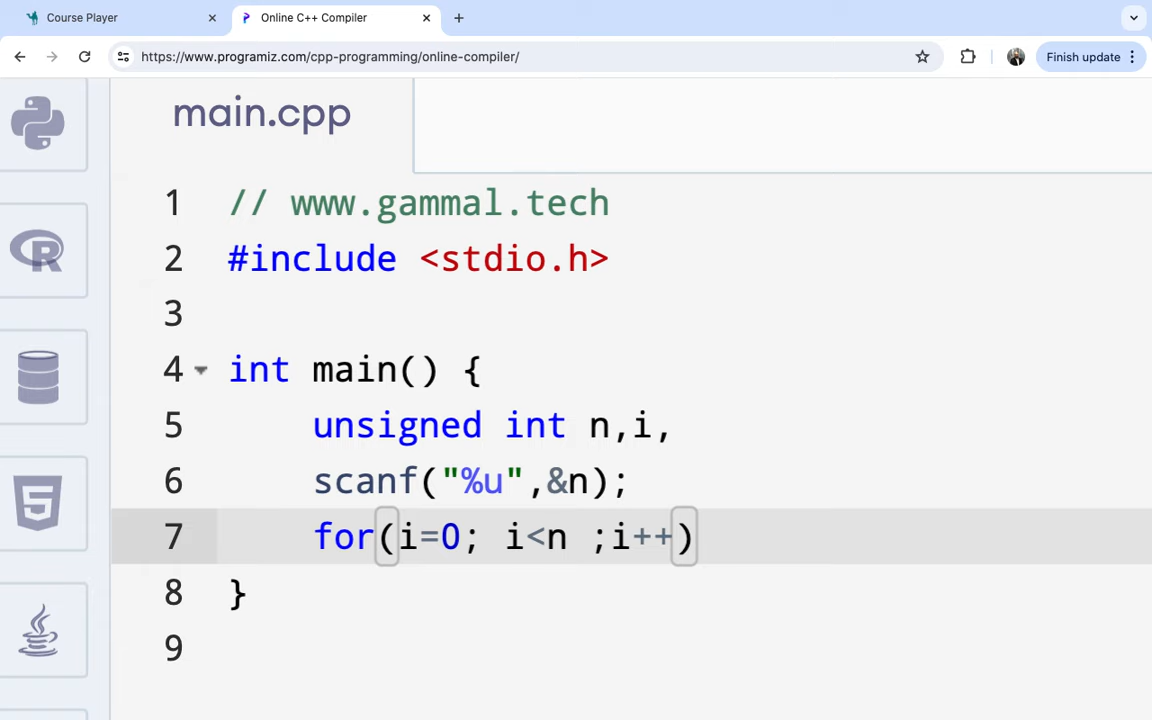 Course Player
Online C++ Compiler
https://www.programiz.com/cpp-programming/online-compiler/
Finish update
main.cpp
1 // www.gammal.tech
2 #include <stdio.h>
3
4 int main() {
5 unsigned int n,i,
6 scanf("%u",&n);
7 for(i=0; i<n ;i++)
8 }
9